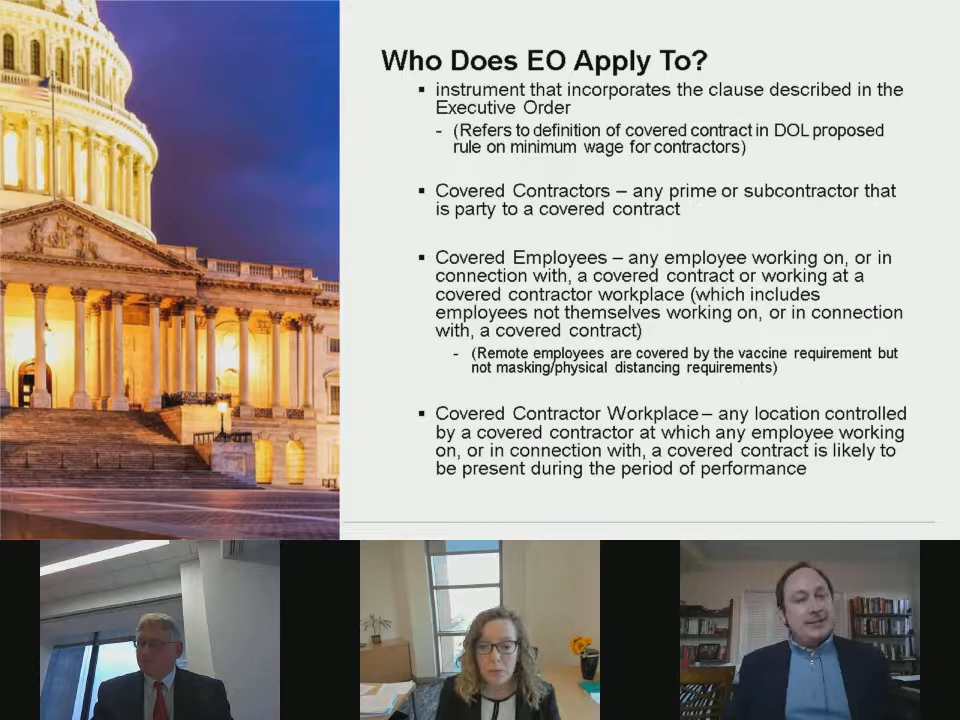 Who Does EO Apply To?
▪ instrument that incorporates the clause described in the
Executive Order
- (Refers to definition of covered contract in DOL proposed
rule on minimum wage for contractors)
▪ Covered Contractors – any prime or subcontractor that
is party to a covered contract
▪ Covered Employees – any employee working on, or in
connection with, a covered contract or working at a
covered contractor workplace (which includes
employees not themselves working on, or in connection
with, a covered contract)
- (Remote employees are covered by the vaccine requirement but
not masking/physical distancing requirements)
▪ Covered Contractor Workplace – any location controlled
by a covered contractor at which any employee working
on, or in connection with, a covered contract is likely to
be present during the period of performance